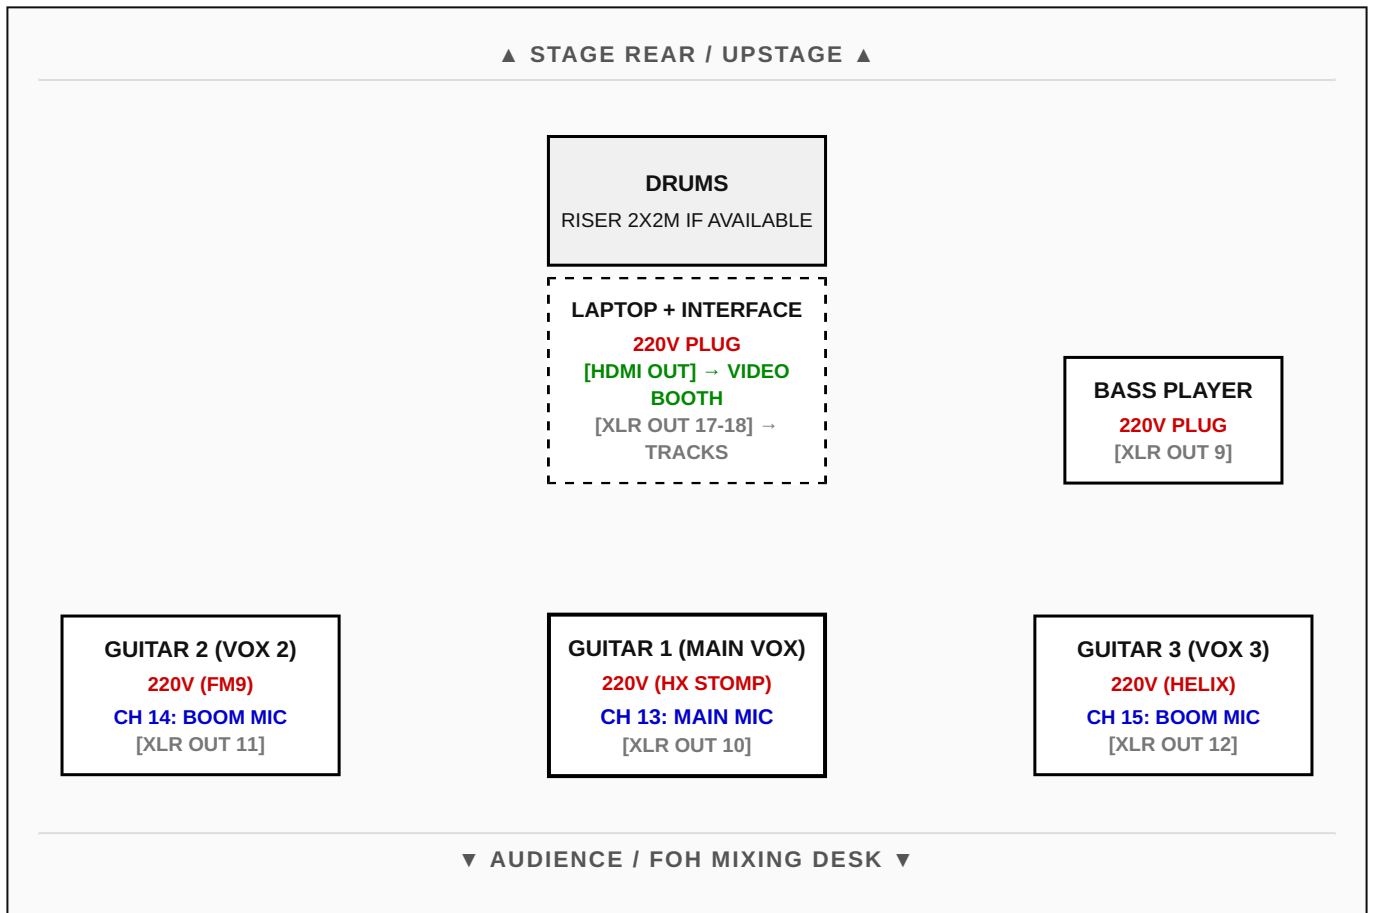 ▲ STAGE REAR / UPSTAGE ▲
DRUMS
RISER 2X2M IF AVAILABLE
LAPTOP + INTERFACE
220V PLUG
[HDMI OUT] → VIDEO
BOOTH
[XLR OUT 17-18] →
TRACKS
BASS PLAYER
220V PLUG
[XLR OUT 9]
GUITAR 2 (VOX 2)
220V (FM9)
CH 14: BOOM MIC
[XLR OUT 11]
GUITAR 1 (MAIN VOX)
220V (HX STOMP)
CH 13: MAIN MIC
[XLR OUT 10]
GUITAR 3 (VOX 3)
220V (HELIX)
CH 15: BOOM MIC
[XLR OUT 12]
▼ AUDIENCE / FOH MIXING DESK ▼